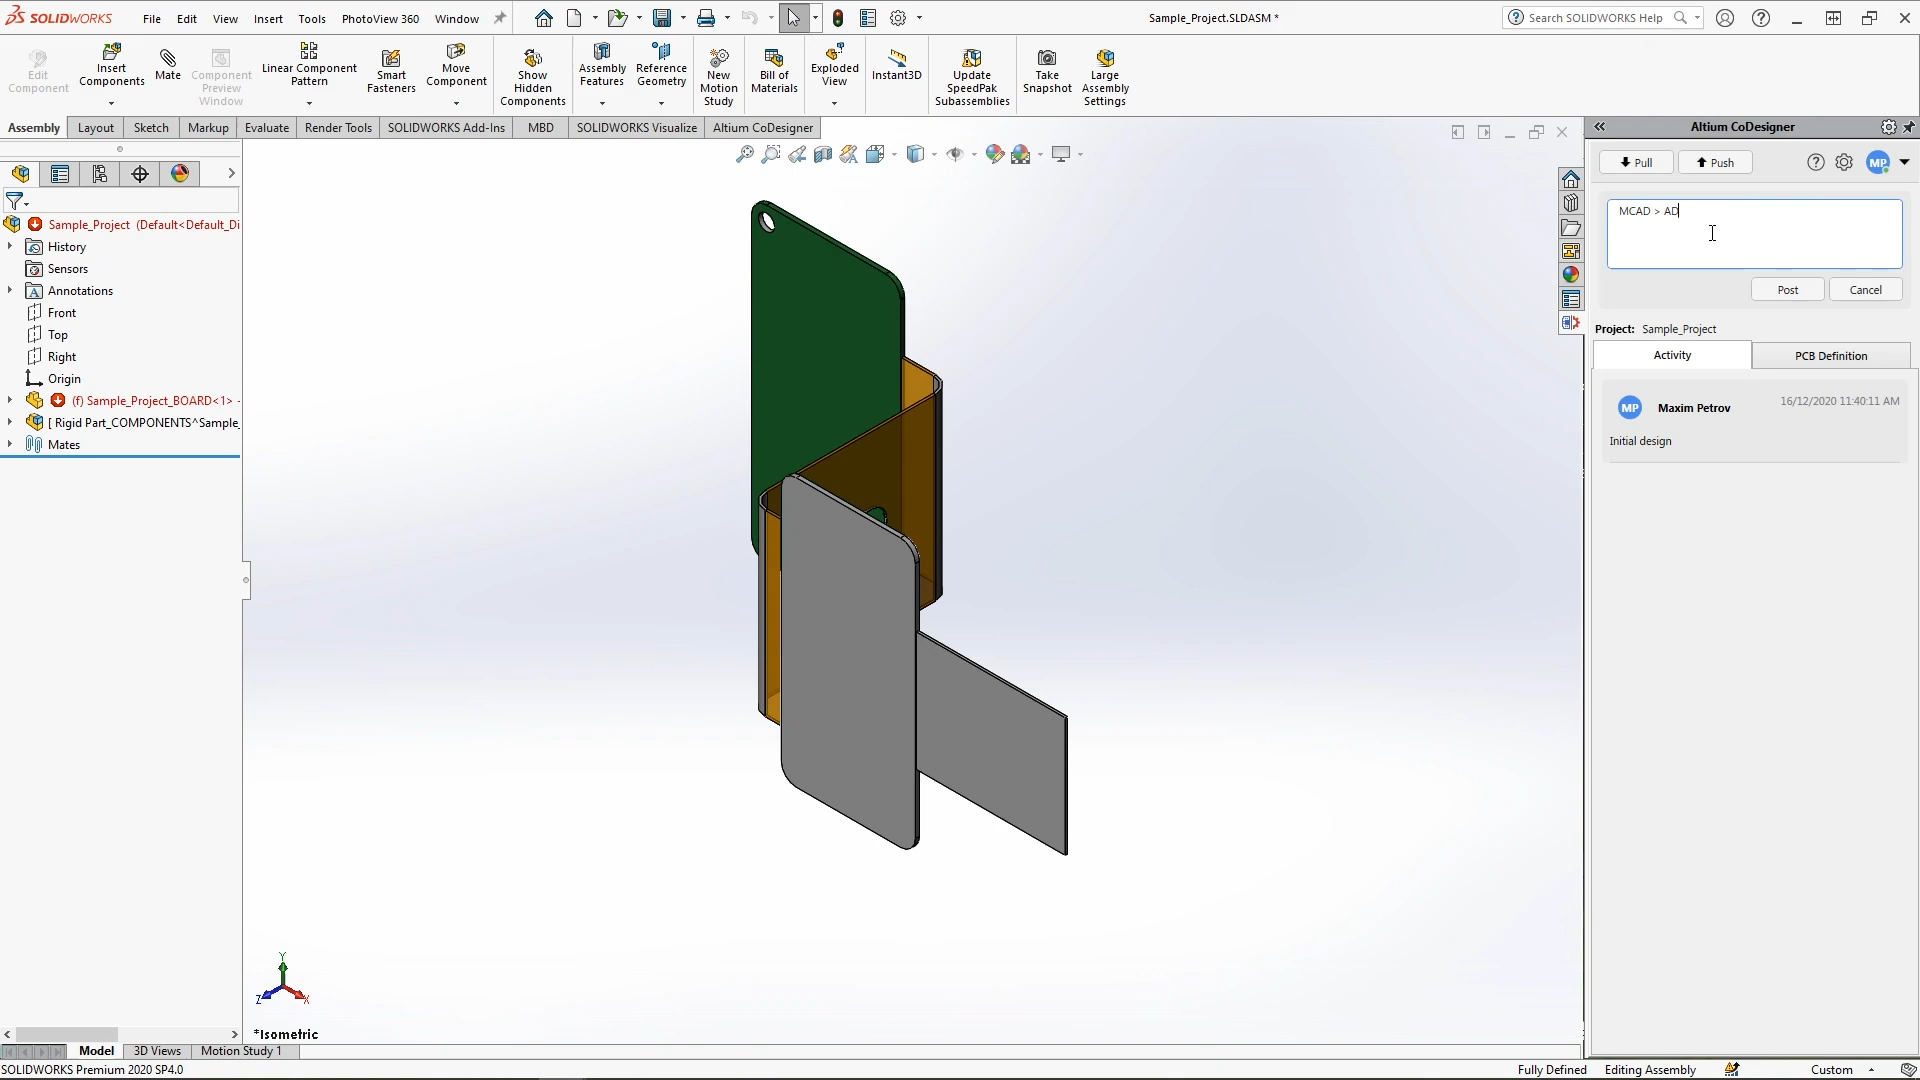 SOLIDWORKS File Edit View Insert Tools PhotoView 360 Window
Sample_Project.SLDASM *
Search SOLIDWORKS Help
Edit Component
Insert Components
Mate
Component Preview Window
Linear Component Pattern
Smart Fasteners
Move Component
Show Hidden Components
Assembly Features
Reference Geometry
New Motion Study
Bill of Materials
Exploded View
Instant3D
Update SpeedPak Subassemblies
Take Snapshot
Large Assembly Settings
Assembly Layout Sketch Markup Evaluate Render Tools SOLIDWORKS Add-Ins MBD SOLIDWORKS Visualize Altium CoDesigner
Sample_Project (Default<Default_Di
History
Sensors
Annotations
Front
Top
Right
Origin
(f) Sample_Project_BOARD<1> -
[ Rigid Part_COMPONENTS^Sample_
Mates
Y
Z X
*Isometric
Altium CoDesigner
Pull Push MP
MCAD > AD
Post Cancel
Project: Sample_Project
Activity PCB Definition
MP Maxim Petrov 16/12/2020 11:40:11 AM
Initial design
Model 3D Views Motion Study 1
SOLIDWORKS Premium 2020 SP4.0 Fully Defined Editing Assembly Custom